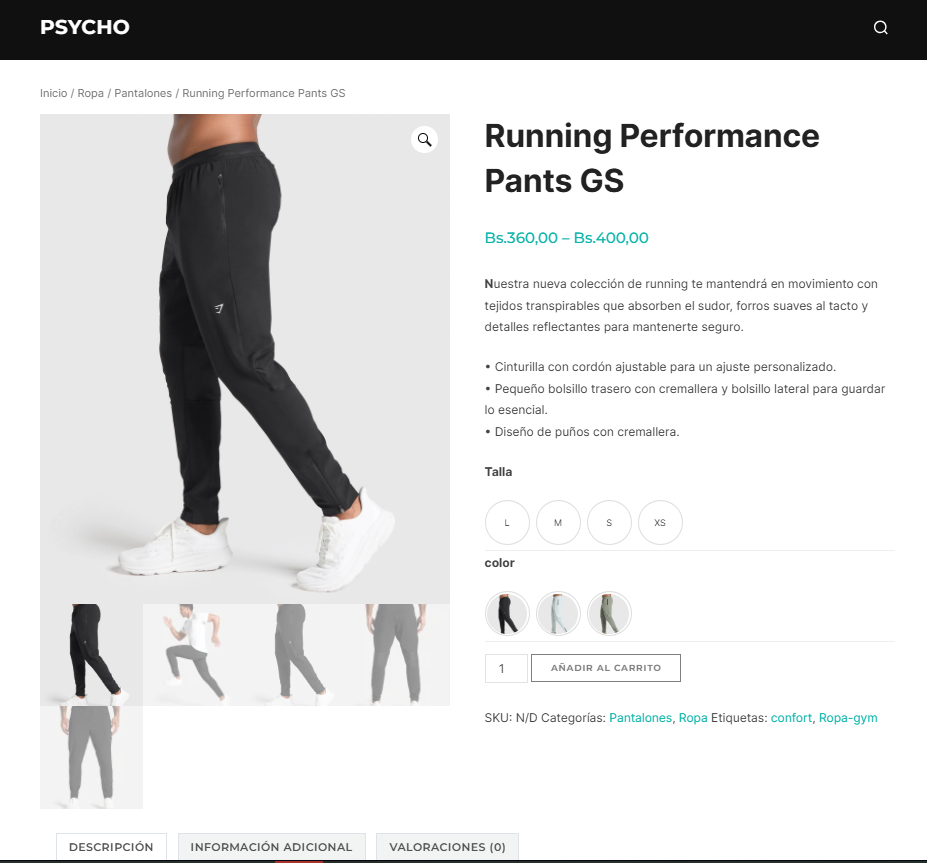 PSYCHO
Inicio / Ropa / Pantalones / Running Performance Pants GS
Running Performance
Pants GS
Bs.360,00 – Bs.400,00
Nuestra nueva colección de running te mantendrá en movimiento con
tejidos transpirables que absorben el sudor, forros suaves al tacto y
detalles reflectantes para mantenerte seguro.
• Cinturilla con cordón ajustable para un ajuste personalizado.
• Pequeño bolsillo trasero con cremallera y bolsillo lateral para guardar
lo esencial.
• Diseño de puños con cremallera.
Talla
L M S XS
color
1 AÑADIR AL CARRITO
SKU: N/D Categorías: Pantalones, Ropa Etiquetas: confort, Ropa-gym
DESCRIPCIÓN INFORMACIÓN ADICIONAL VALORACIONES (0)